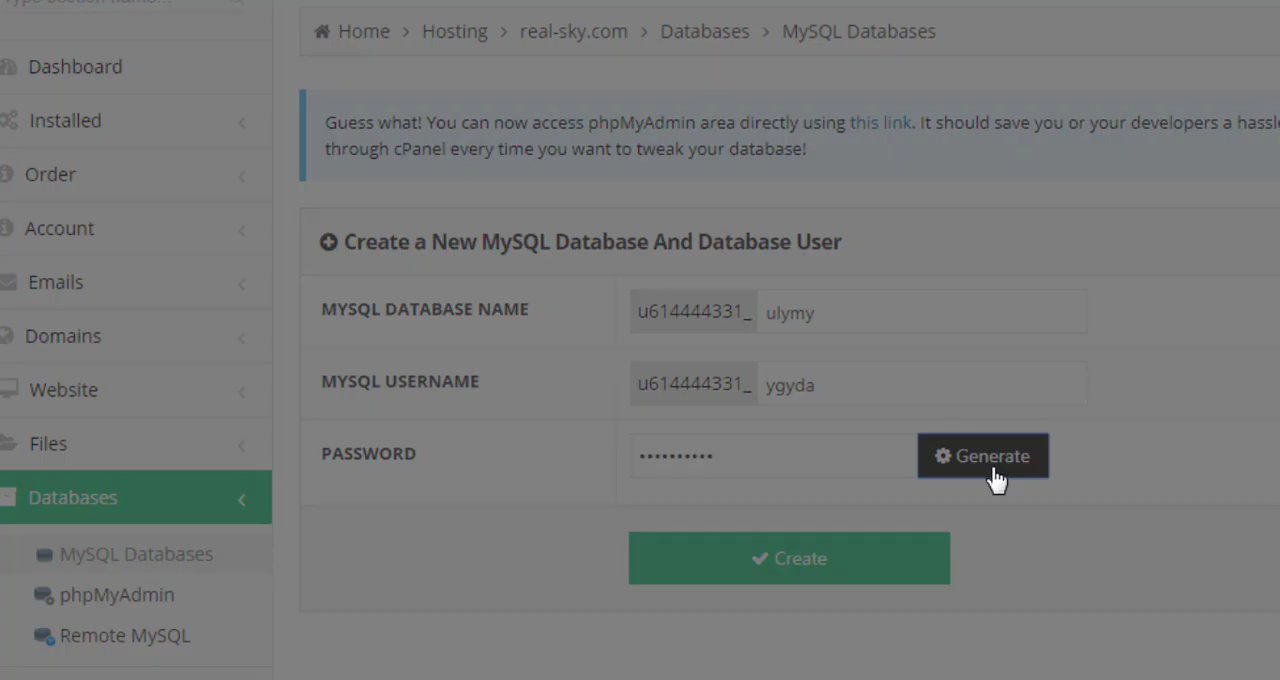 Type section name...
Home > Hosting > real-sky.com > Databases > MySQL Databases
Dashboard
Installed
Order
Account
Emails
Domains
Website
Files
Databases
MySQL Databases
phpMyAdmin
Remote MySQL
Guess what! You can now access phpMyAdmin area directly using this link. It should save you or your developers a
through cPanel every time you want to tweak your database!
Create a New MySQL Database And Database User
MYSQL DATABASE NAME
u614444331_ ulymy
MYSQL USERNAME
u614444331_ ygyda
PASSWORD
••••••••••
Generate
Create